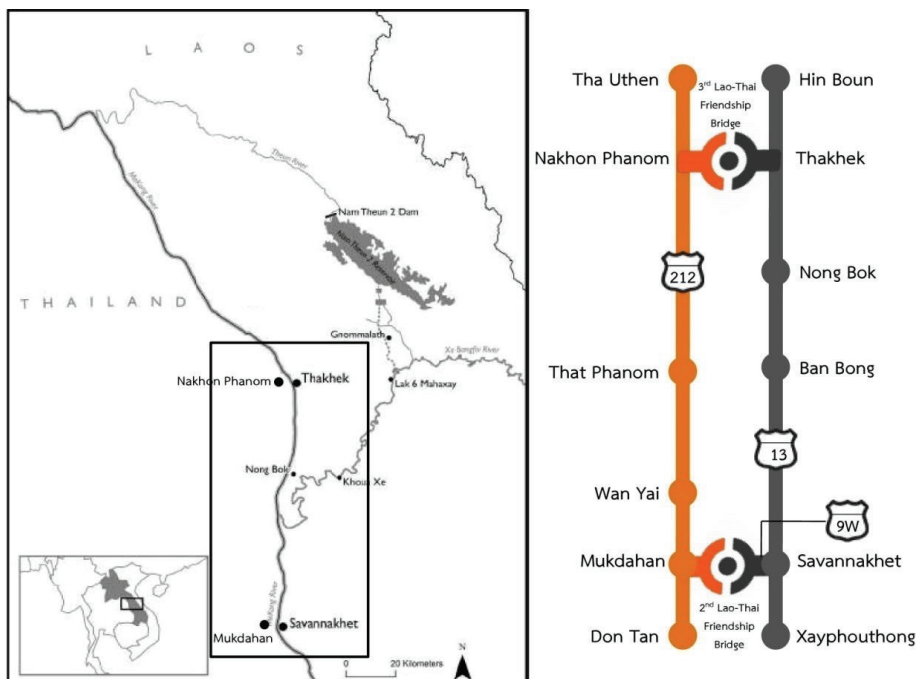 L A O S
Theun River
MeKong River
Nam Theun 2 Dam
Nam Theun 2 Reservoir
T H A I L A N D
Gnommalath
Xe Bangfai River
Nakhon Phanom
Thakhek
Lak 6 Mahaxay
Nong Bok
Khoua Xe
MeKong River
Savannakhet
Mukdahan
0 20 Kilometers
N
Tha Uthen
3rd Lao-Thai
Friendship
Bridge
Hin Boun
Nakhon Phanom
Thakhek
212
Nong Bok
That Phanom
Ban Bong
13
Wan Yai
9W
Mukdahan
Savannakhet
2nd Lao-Thai
Friendship
Bridge
Don Tan
Xayphouthong